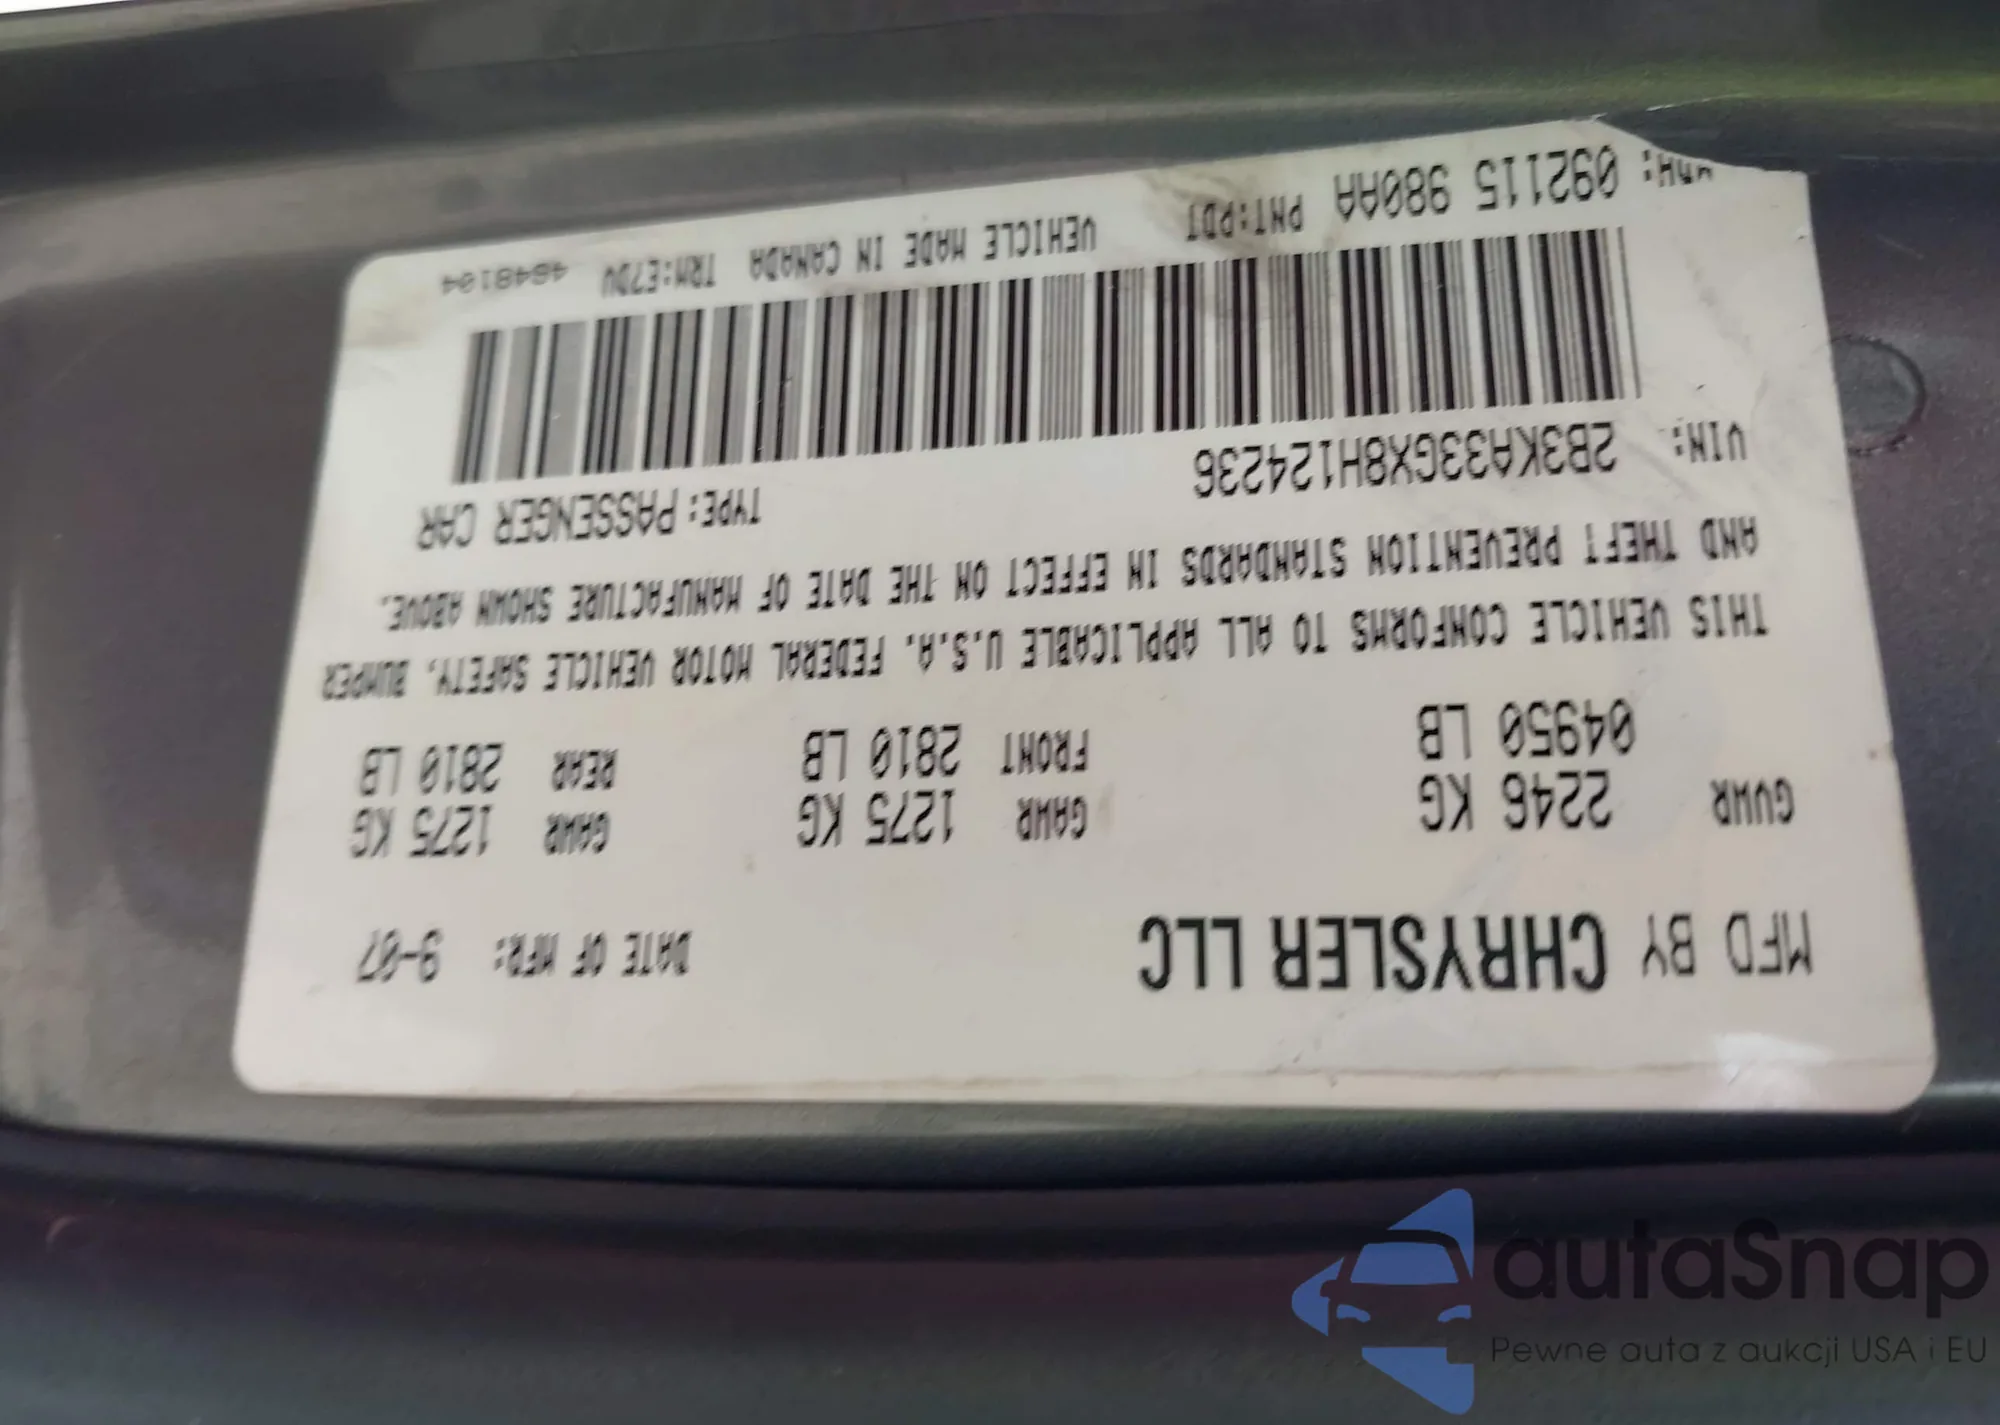 MFD BY CHRYSLER LLC DATE OF MFR: 9-07
GVWR 2246 KG GAWR 1275 KG GAWR 1275 KG
04950 LB FRONT 2810 LB REAR 2810 LB
THIS VEHICLE CONFORMS TO ALL APPLICABLE U.S.A. FEDERAL MOTOR VEHICLE SAFETY, BUMPER
AND THEFT PREVENTION STANDARDS IN EFFECT ON THE DATE OF MANUFACTURE SHOWN ABOVE.
VIN: 2B3KA33GX8H124236 TYPE: PASSENGER CAR
092115 980AA PNT:PDT VEHICLE MADE IN CANADA TRM:E7DV 4648104
autaSnap
Pewne auta z aukcji USA i EU